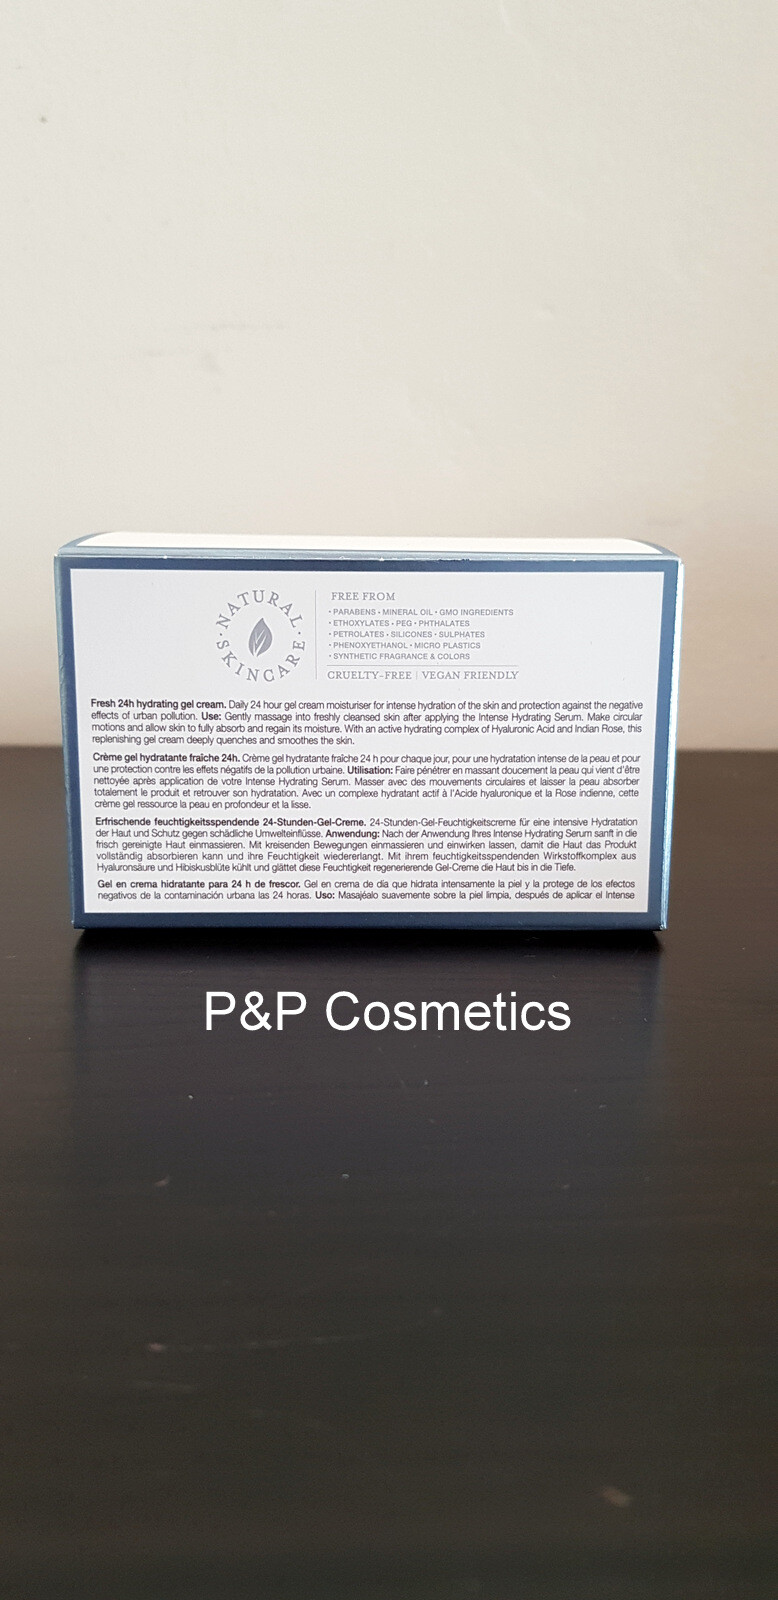 NATURAL SKINCARE
FREE FROM
• PARABENS • MINERAL OIL • GMO INGREDIENTS
• ETHOXYLATES • PEG • PHTHALATES
• PETROLATES • SILICONES • SULPHATES
• PHENOXYETHANOL • MICRO PLASTICS
• SYNTHETIC FRAGRANCE & COLORS
CRUELTY-FREE | VEGAN FRIENDLY
Fresh 24h hydrating gel cream. Daily 24 hour gel cream moisturiser for intense hydration of the skin and protection against the negative
effects of urban pollution. Use: Gently massage into freshly cleansed skin after applying the Intense Hydrating Serum. Make circular
motions and allow skin to fully absorb and regain its moisture. With an active hydrating complex of Hyaluronic Acid and Indian Rose, this
replenishing gel cream deeply quenches and smoothes the skin.
Crème gel hydratante fraîche 24h. Crème gel hydratante fraîche 24 h pour chaque jour, pour une hydratation intense de la peau et pour
une protection contre les effets négatifs de la pollution urbaine. Utilisation: Faire pénétrer en massant doucement la peau qui vient d'être
nettoyée après application de votre Intense Hydrating Serum. Masser avec des mouvements circulaires et laisser la peau absorber
totalement le produit et retrouver son hydratation. Avec un complexe hydratant actif à l'Acide hyaluronique et la Rose indienne, cette
crème gel ressource la peau en profondeur et la lisse.
Erfrischende feuchtigkeitsspendende 24-Stunden-Gel-Creme. 24-Stunden-Gel-Feuchtigkeitscreme für eine intensive Hydratation
der Haut und Schutz gegen schädliche Umwelteinflüsse. Anwendung: Nach der Anwendung Ihres Intense Hydrating Serum sanft in die
frisch gereinigte Haut einmassieren. Mit kreisenden Bewegungen einmassieren und einwirken lassen, damit die Haut das Produkt
vollständig absorbieren kann und ihre Feuchtigkeit wiedererlangt. Mit ihrem feuchtigkeitsspendenden Wirkstoffkomplex aus
Hyaluronsäure und Hibiskusblüte kühlt und glättet diese Feuchtigkeit regenerierende Gel-Creme die Haut bis in die Tiefe.
Gel en crema hidratante para 24 h de frescor. Gel en crema de día que hidrata intensamente la piel y la protege de los efectos
negativos de la contaminación urbana las 24 horas. Uso: Masajéalo suavemente sobre la piel limpia, después de aplicar el Intense
P&P Cosmetics